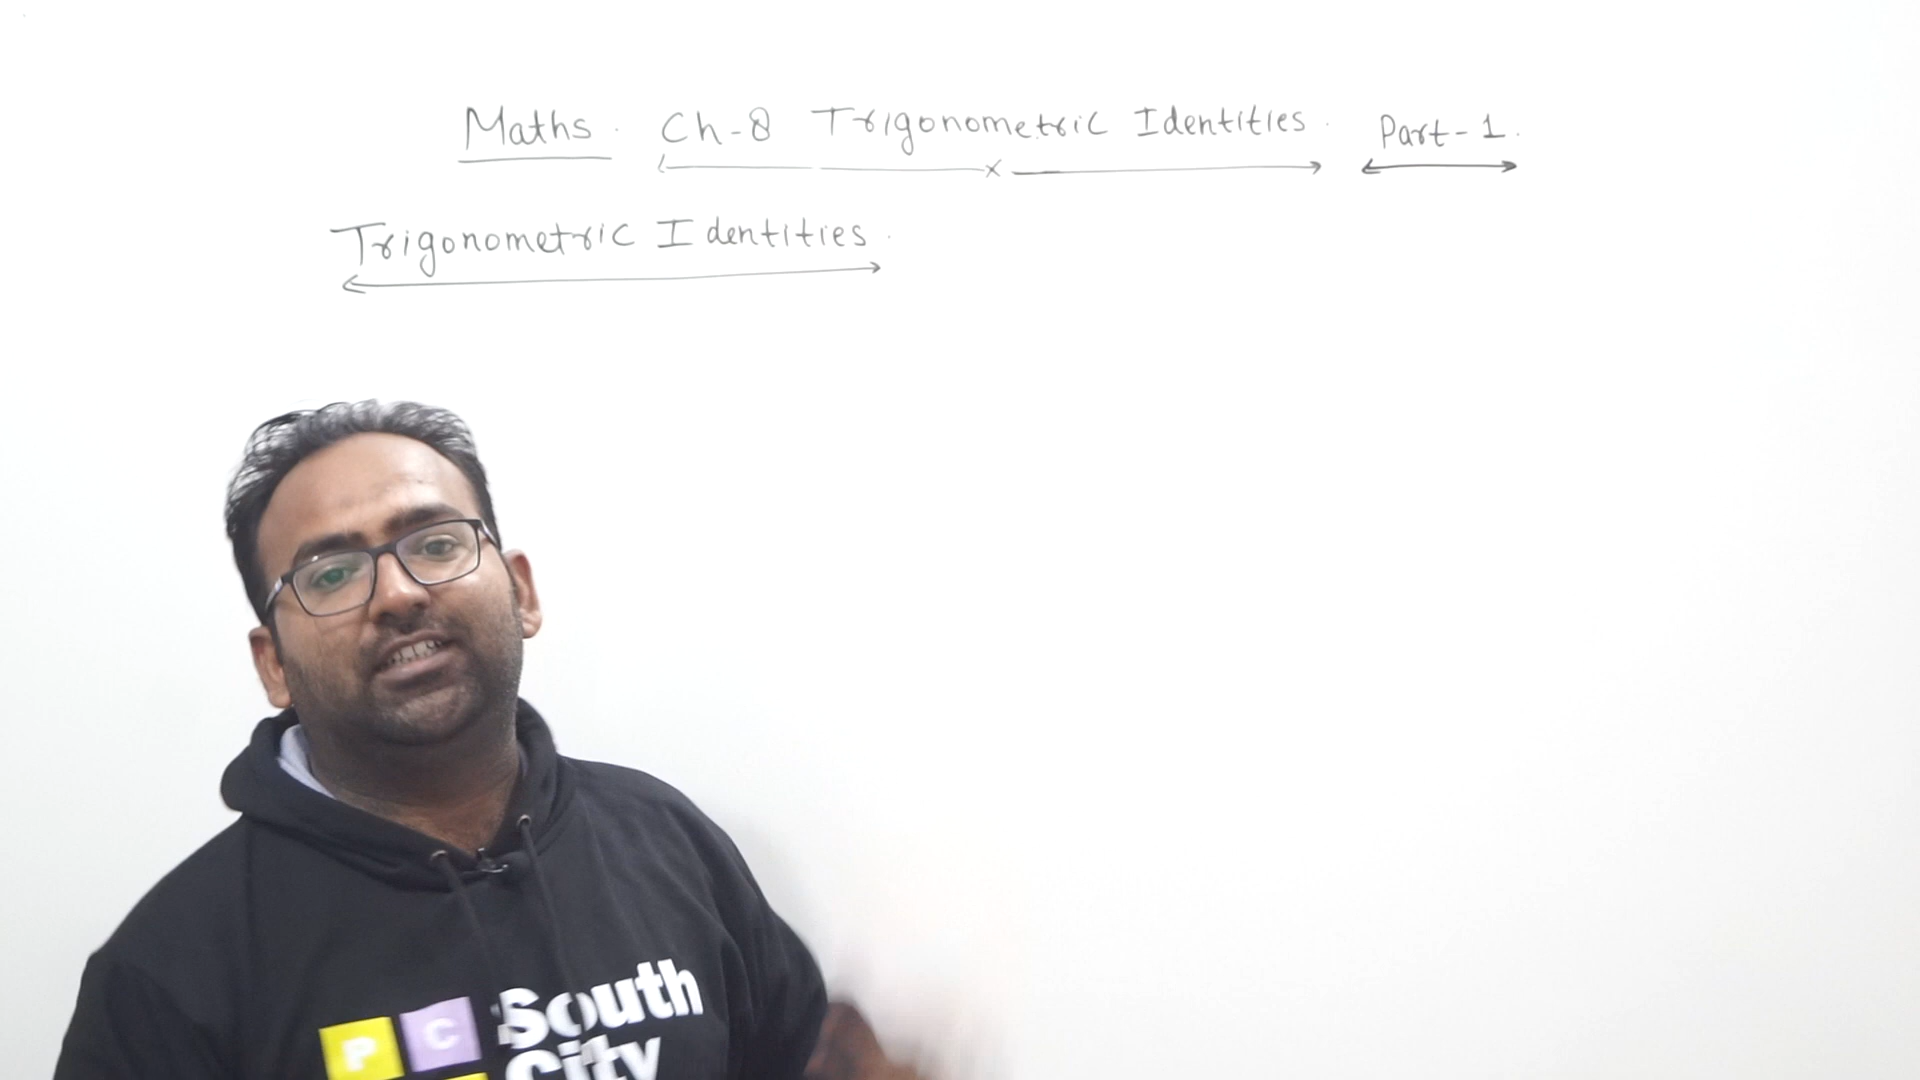 Maths. Ch-8 Trigonometric Identities. Part-1.
Trigonometric Identities.
P C South
City